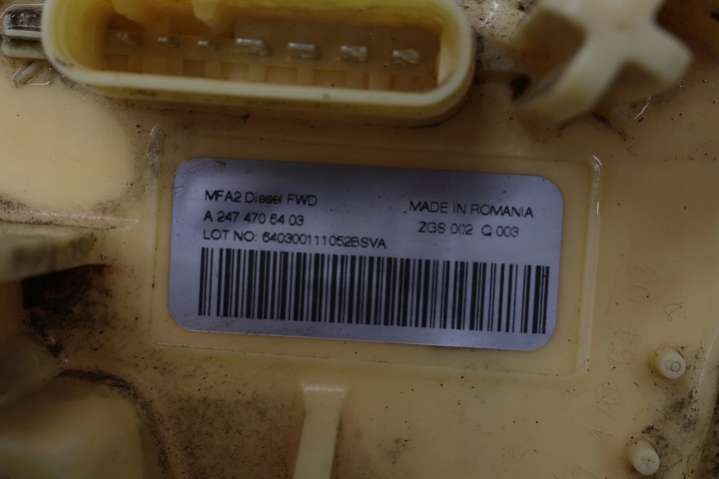 MFA2 Diesel FWD
A 247 470 64 03
LOT NO: 640300111052BSVA
MADE IN ROMANIA
ZGS 002 Q 003